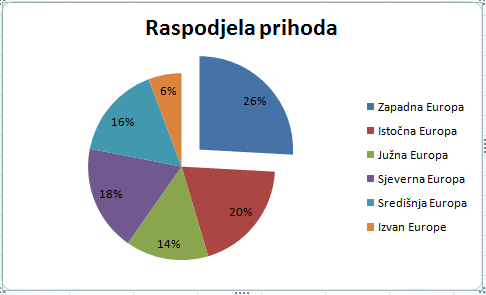 Raspodjela prihoda
26%
20%
14%
18%
16%
6%
Zapadna Europa
Istočna Europa
Južna Europa
Sjeverna Europa
Središnja Europa
Izvan Europe